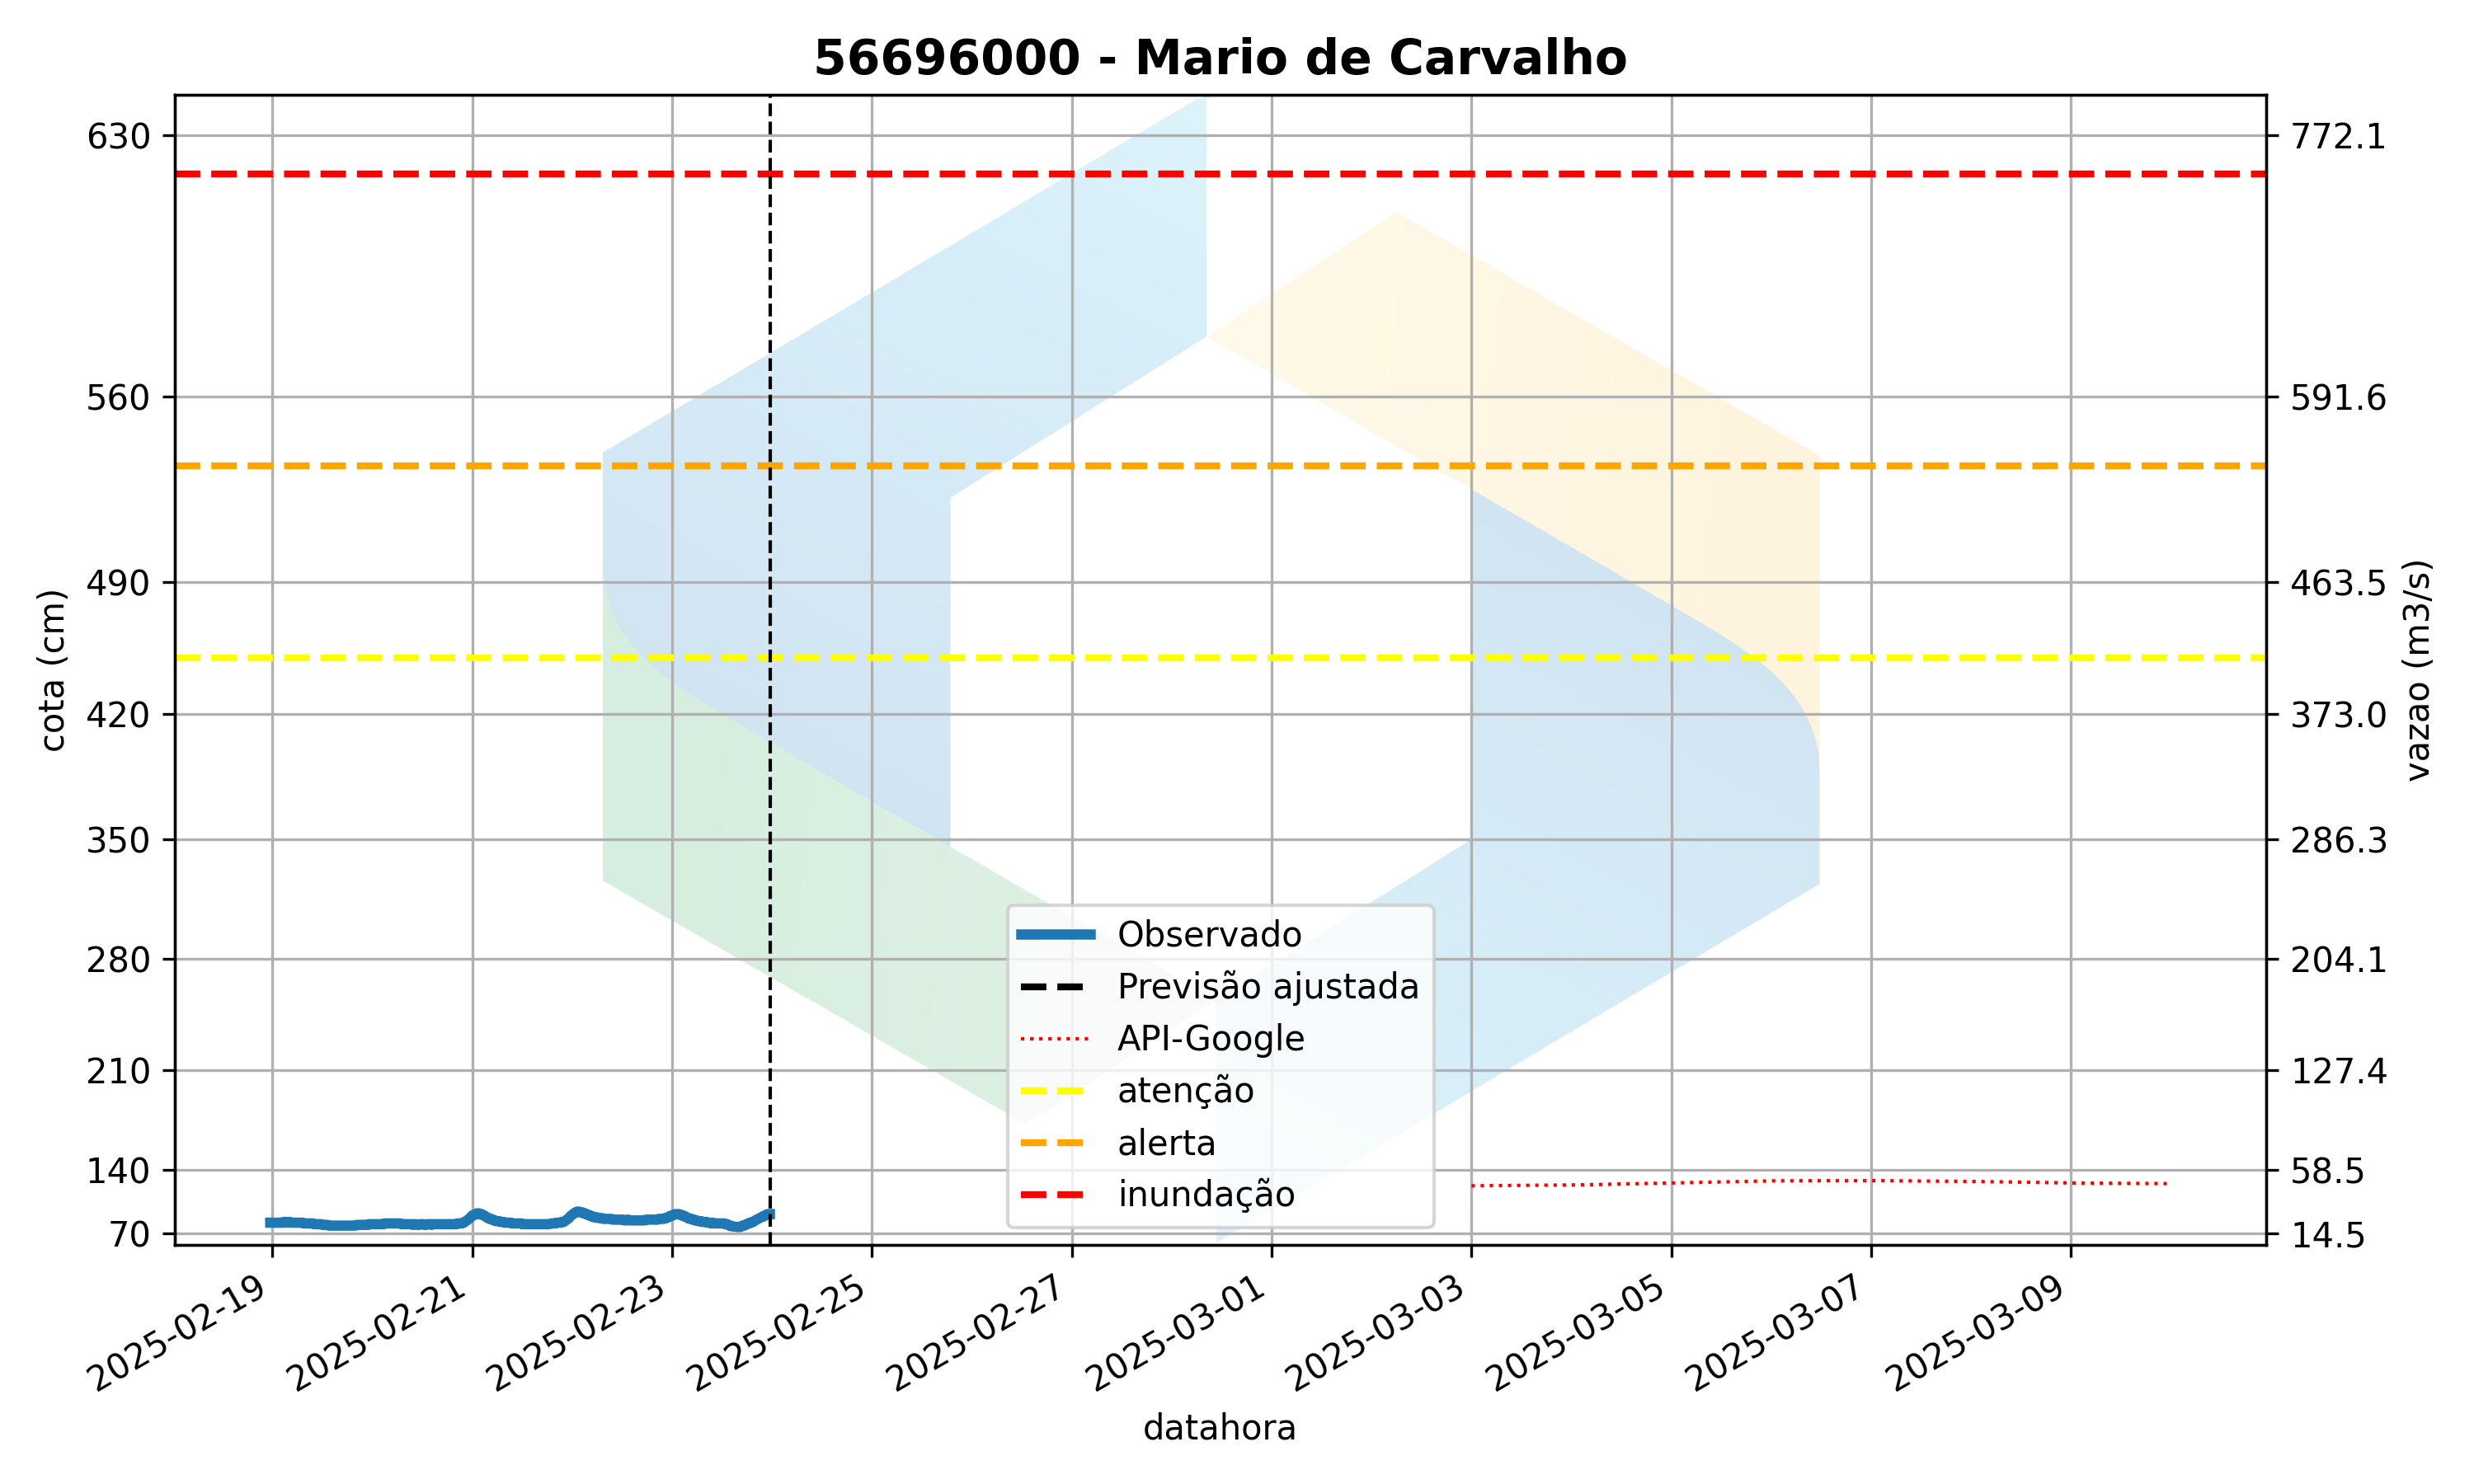 56696000 - Mario de Carvalho
630
560
490
420
350
280
210
140
70
cota (cm)
772.1
591.6
463.5
373.0
286.3
204.1
127.4
58.5
14.5
vazao (m3/s)
Observado
Previsão ajustada
API-Google
atenção
alerta
inundação
2025-02-19
2025-02-21
2025-02-23
2025-02-25
2025-02-27
2025-03-01
2025-03-03
2025-03-05
2025-03-07
2025-03-09
datahora